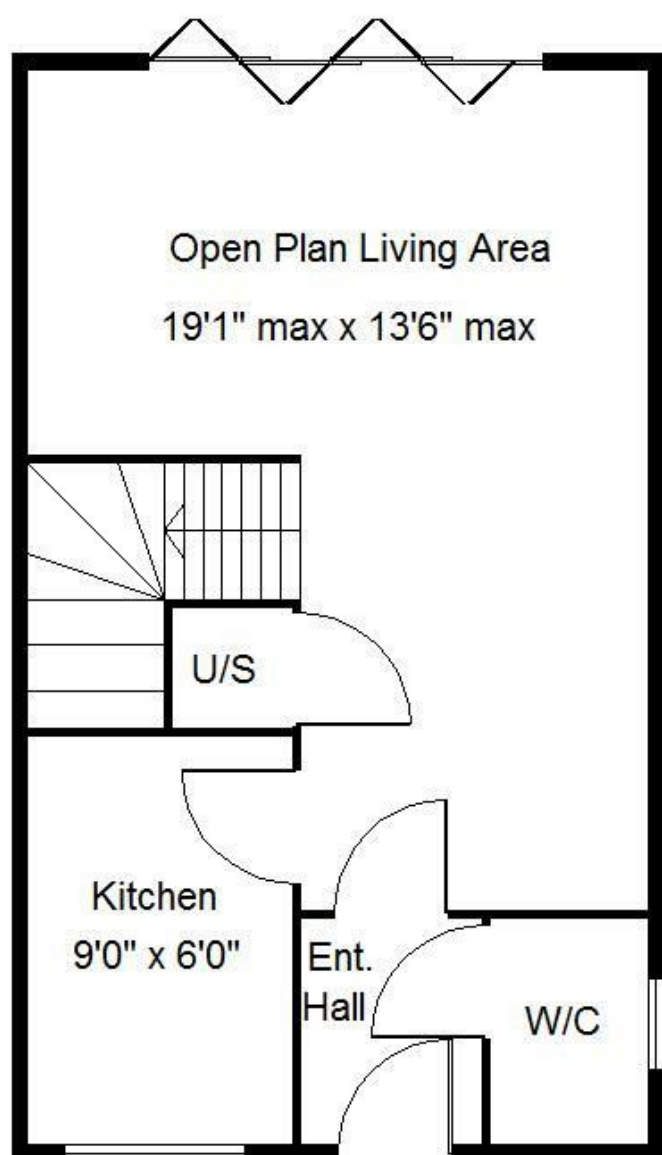 Open Plan Living Area
19'1" max x 13'6" max
U/S
Kitchen
9'0" x 6'0"
Ent.
Hall
W/C